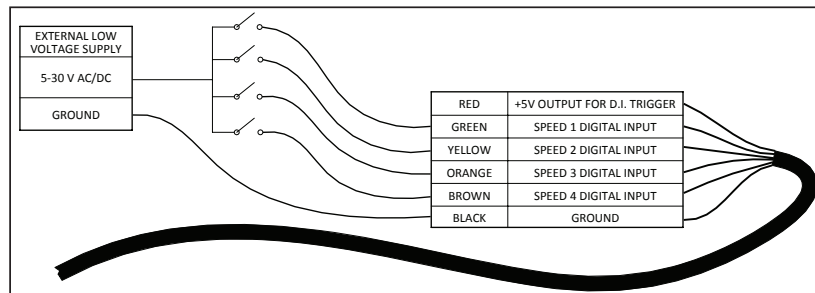 EXTERNAL LOW
VOLTAGE SUPPLY
5-30 V AC/DC
GROUND
RED +5V OUTPUT FOR D.I. TRIGGER
GREEN SPEED 1 DIGITAL INPUT
YELLOW SPEED 2 DIGITAL INPUT
ORANGE SPEED 3 DIGITAL INPUT
BROWN SPEED 4 DIGITAL INPUT
BLACK GROUND